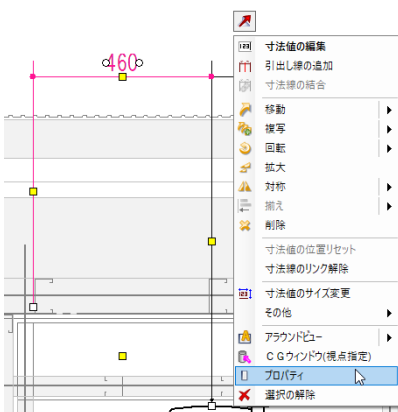 460
寸法値の編集
引出し線の追加
寸法線の結合
移動
複写
回転
拡大
対称
揃え
削除
寸法値の位置リセット
寸法線のリンク解除
寸法値のサイズ変更
その他
アラウンドビュー
ＣＧウィンドウ(視点指定)
プロパティ
選択の解除